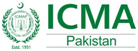 ICMA
Pakistan
Estd. 1951